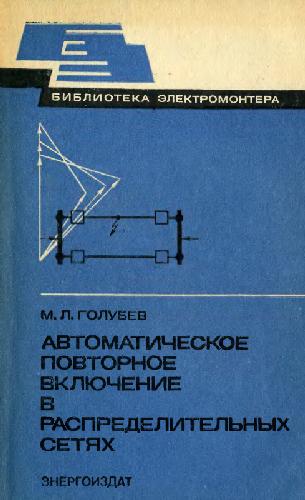 БИБЛИОТЕКА ЭЛЕКТРОМОНТЕРА
М. Л. ГОЛУБЕВ
АВТОМАТИЧЕСКОЕ
ПОВТОРНОЕ
ВКЛЮЧЕНИЕ
В
РАСПРЕДЕЛИТЕЛЬНЫХ
СЕТЯХ
ЭНЕРГОИЗДАТ